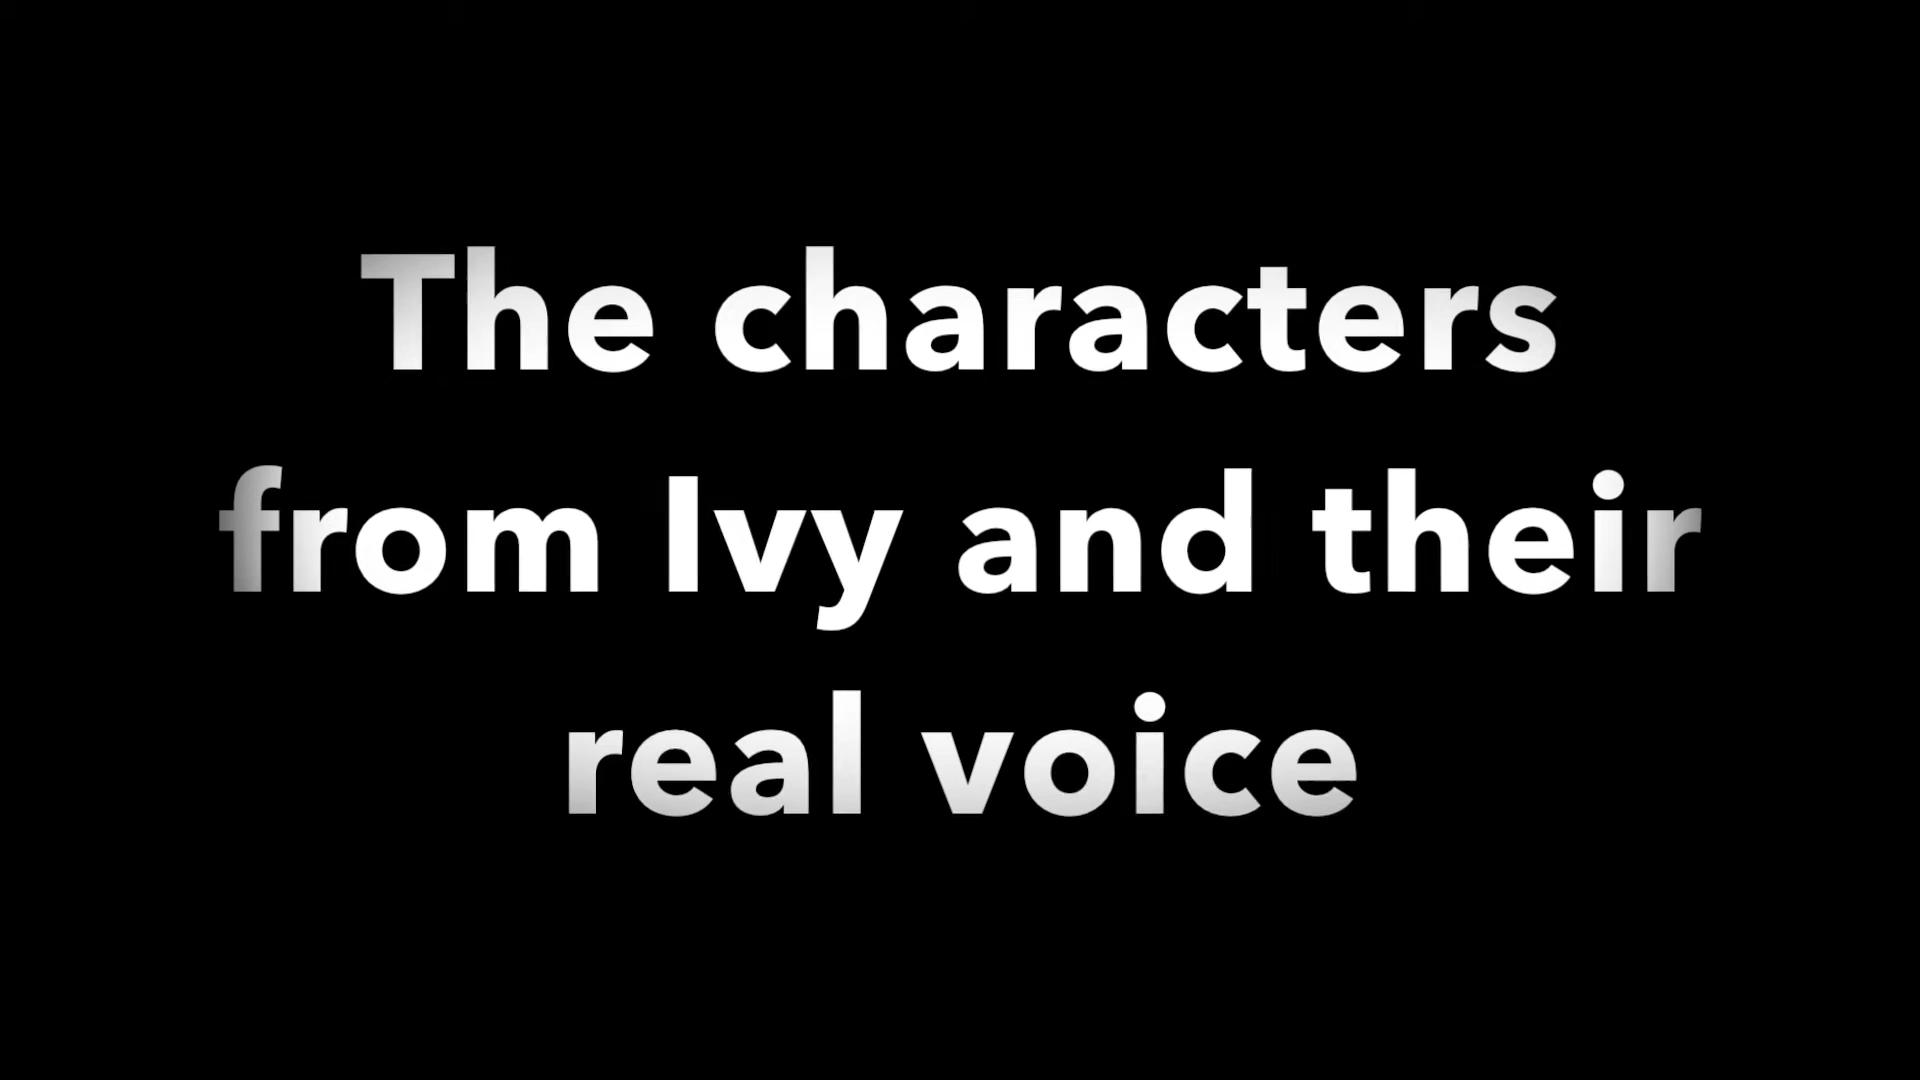 The characters
from Ivy and their
real voice